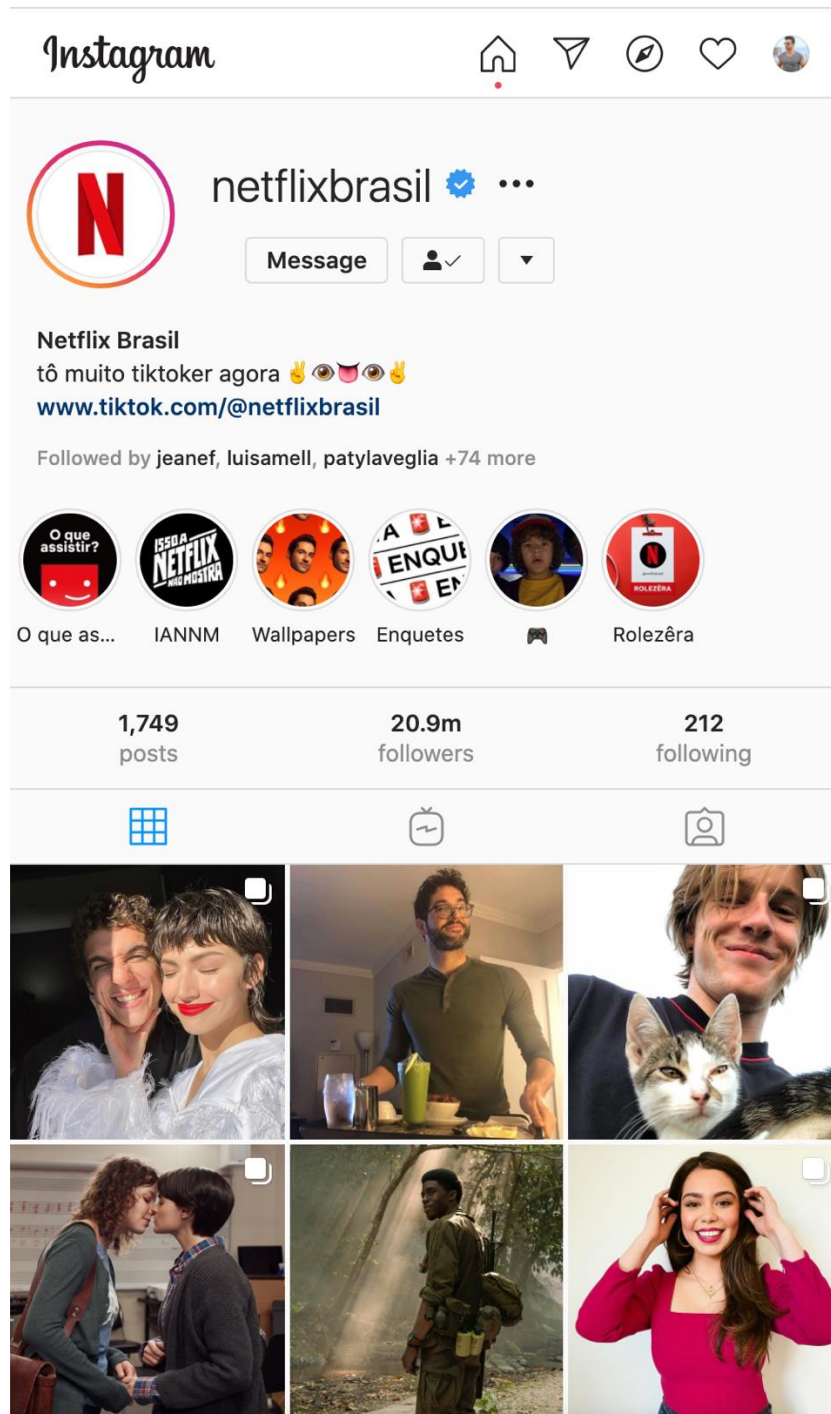 Instagram
netflixbrasil
Message
Netflix Brasil
tô muito tiktoker agora ✌👁👅👁✌
www.tiktok.com/@netflixbrasil
Followed by jeanef, luisamell, patylaveglia +74 more
O que
assistir?
ISSO A
NETFLIX
NÃO MOSTRA
A
ENQUE
EN
N
ROLEZÊRA
O que as...
IANNM
Wallpapers
Enquetes
🎮
Rolezêra
1,749
posts
20.9m
followers
212
following